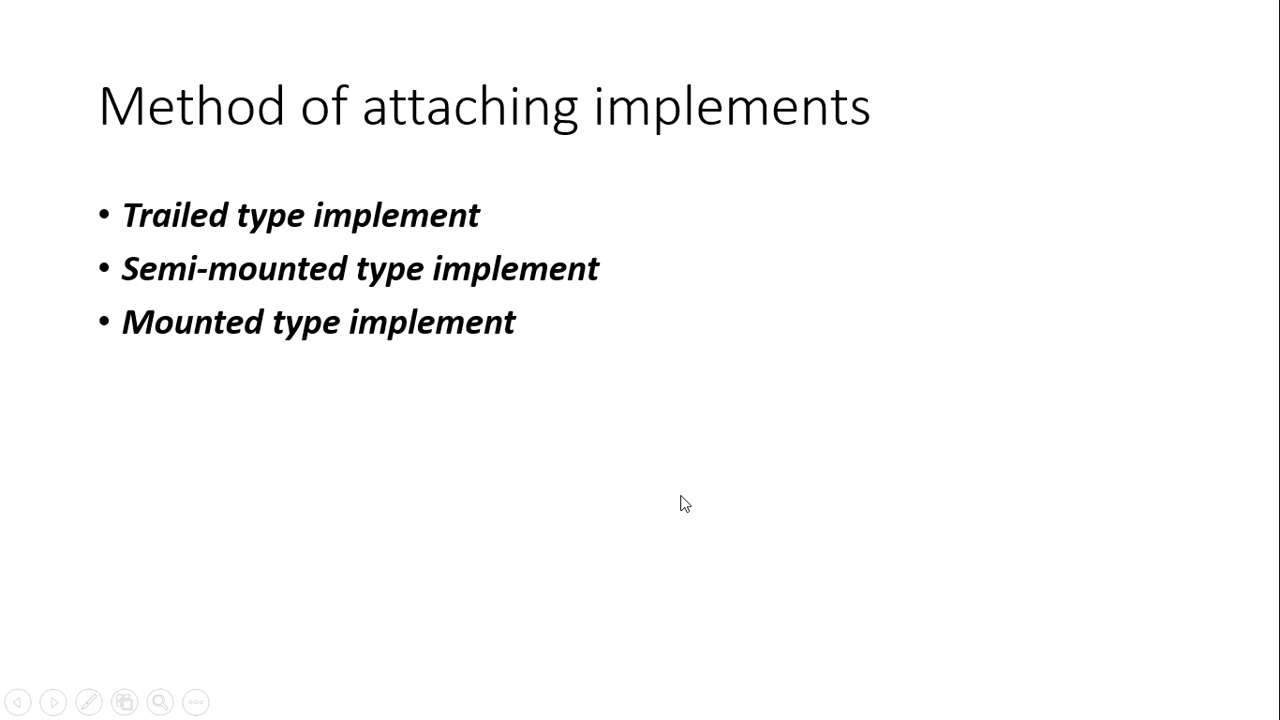 Method of attaching implements
• Trailed type implement
• Semi-mounted type implement
• Mounted type implement